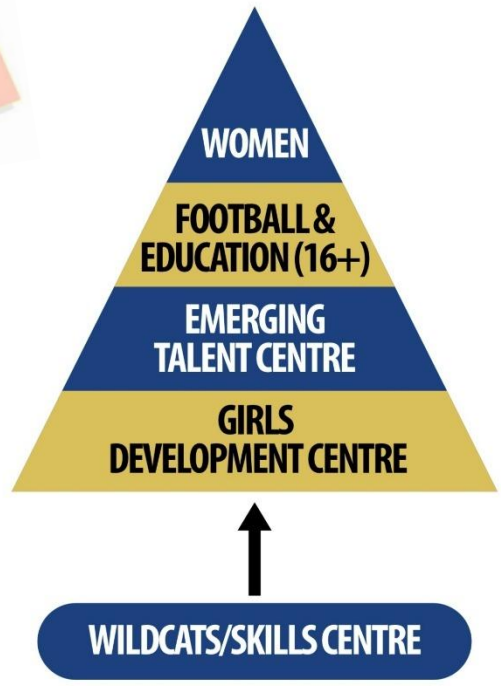 WOMEN
FOOTBALL &
EDUCATION (16+)
EMERGING
TALENT CENTRE
GIRLS
DEVELOPMENT CENTRE
WILDCATS/SKILLS CENTRE